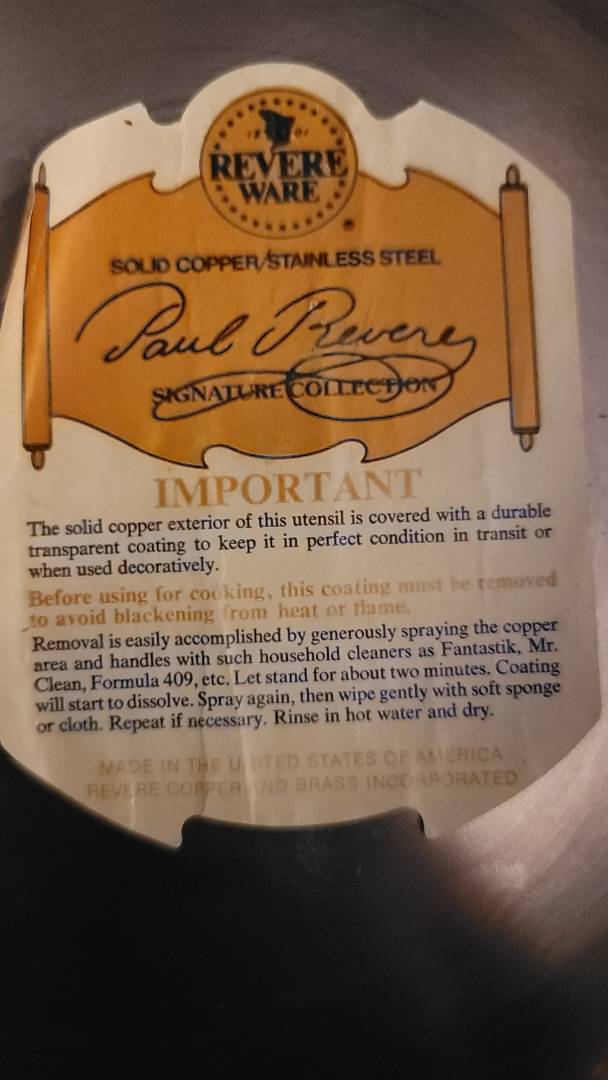 18 01
REVERE
WARE
SOLID COPPER/STAINLESS STEEL
Paul Revere
SIGNATURE COLLECTION
IMPORTANT
The solid copper exterior of this utensil is covered with a durable
transparent coating to keep it in perfect condition in transit or
when used decoratively.
Before using for cooking, this coating must be removed
to avoid blackening from heat or flame.
Removal is easily accomplished by generously spraying the copper
area and handles with such household cleaners as Fantastik, Mr.
Clean, Formula 409, etc. Let stand for about two minutes. Coating
will start to dissolve. Spray again, then wipe gently with soft sponge
or cloth. Repeat if necessary. Rinse in hot water and dry.
MADE IN THE UNITED STATES OF AMERICA
REVERE COPPER AND BRASS INCORPORATED